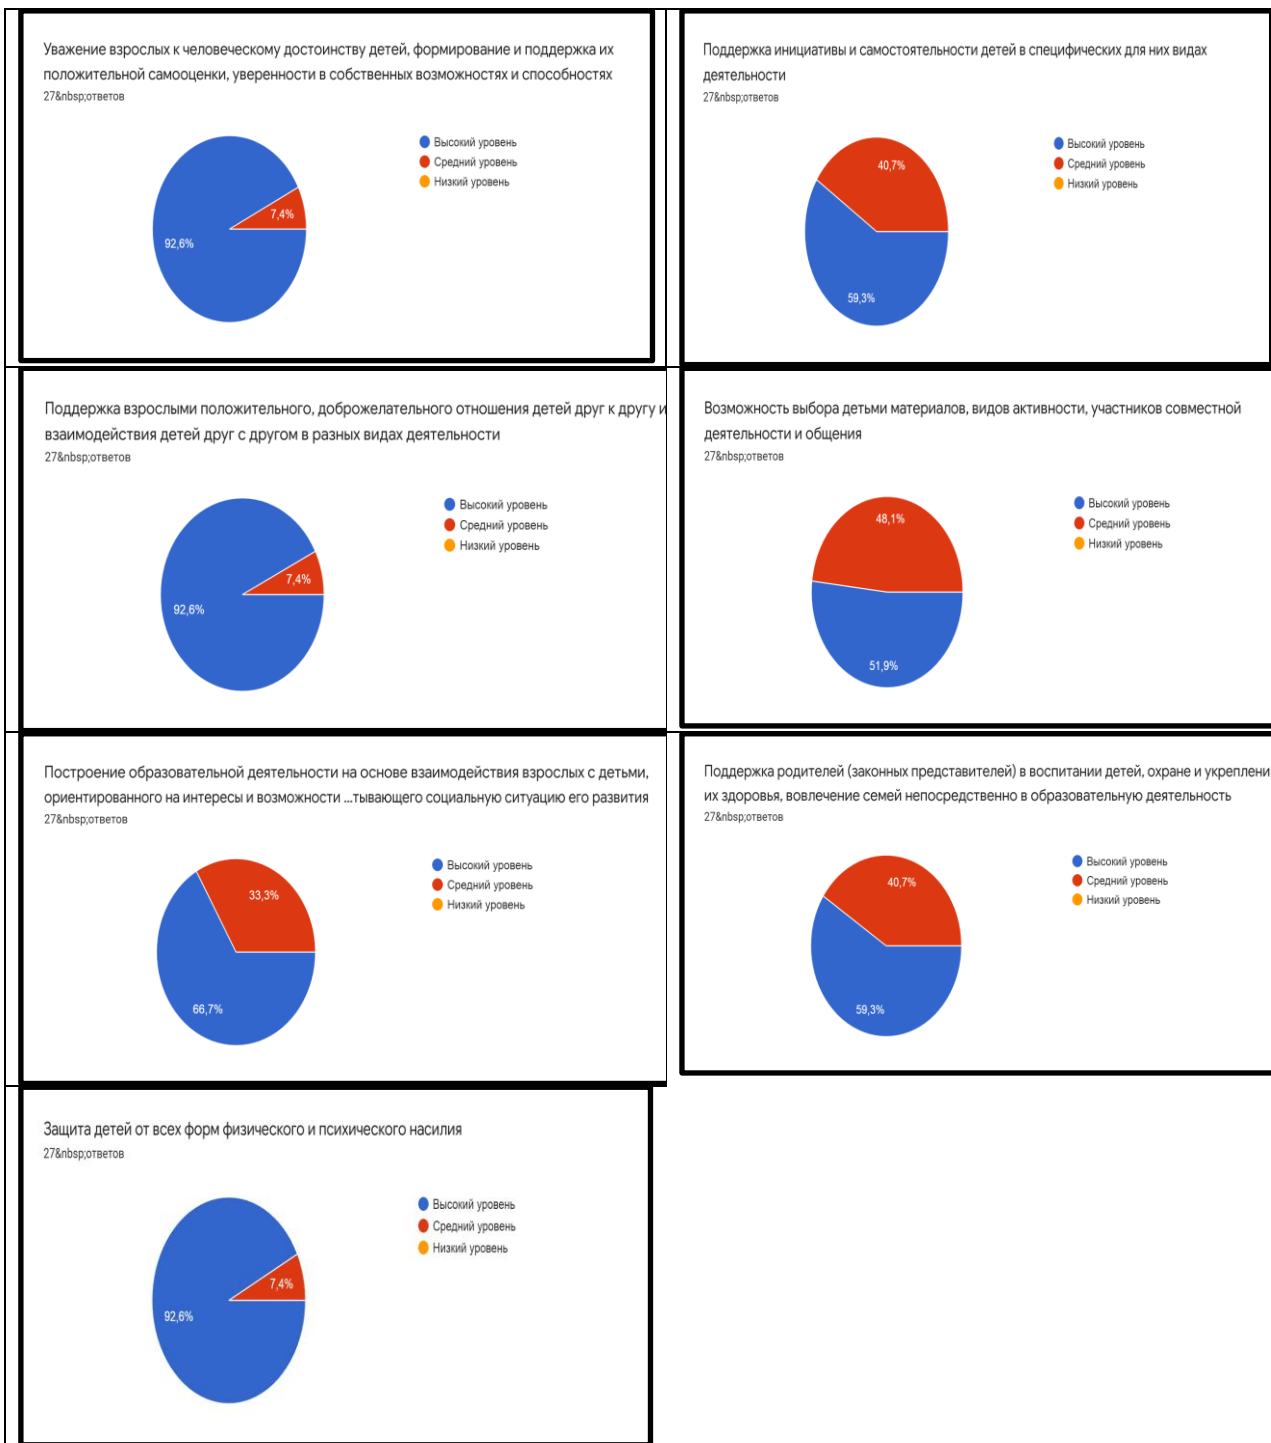 Уважение взрослых к человеческому достоинству детей, формирование и поддержка их
положительной самооценки, уверенности в собственных возможностях и способностях
27&nbsp;ответов
Высокий уровень
Средний уровень
Низкий уровень
7,4%
92,6%
Поддержка инициативы и самостоятельности детей в специфических для них видах
деятельности
27&nbsp;ответов
Высокий уровень
Средний уровень
Низкий уровень
40,7%
59,3%
Поддержка взрослыми положительного, доброжелательного отношения детей друг к другу и
взаимодействия детей друг с другом в разных видах деятельности
27&nbsp;ответов
Высокий уровень
Средний уровень
Низкий уровень
7,4%
92,6%
Возможность выбора детьми материалов, видов активности, участников совместной
деятельности и общения
27&nbsp;ответов
Высокий уровень
Средний уровень
Низкий уровень
48,1%
51,9%
Построение образовательной деятельности на основе взаимодействия взрослых с детьми,
ориентированного на интересы и возможности ...тывающего социальную ситуацию его развития
27&nbsp;ответов
Высокий уровень
Средний уровень
Низкий уровень
33,3%
66,7%
Поддержка родителей (законных представителей) в воспитании детей, охране и укреплени
их здоровья, вовлечение семей непосредственно в образовательную деятельность
27&nbsp;ответов
Высокий уровень
Средний уровень
Низкий уровень
40,7%
59,3%
Защита детей от всех форм физического и психического насилия
27&nbsp;ответов
Высокий уровень
Средний уровень
Низкий уровень
7,4%
92,6%